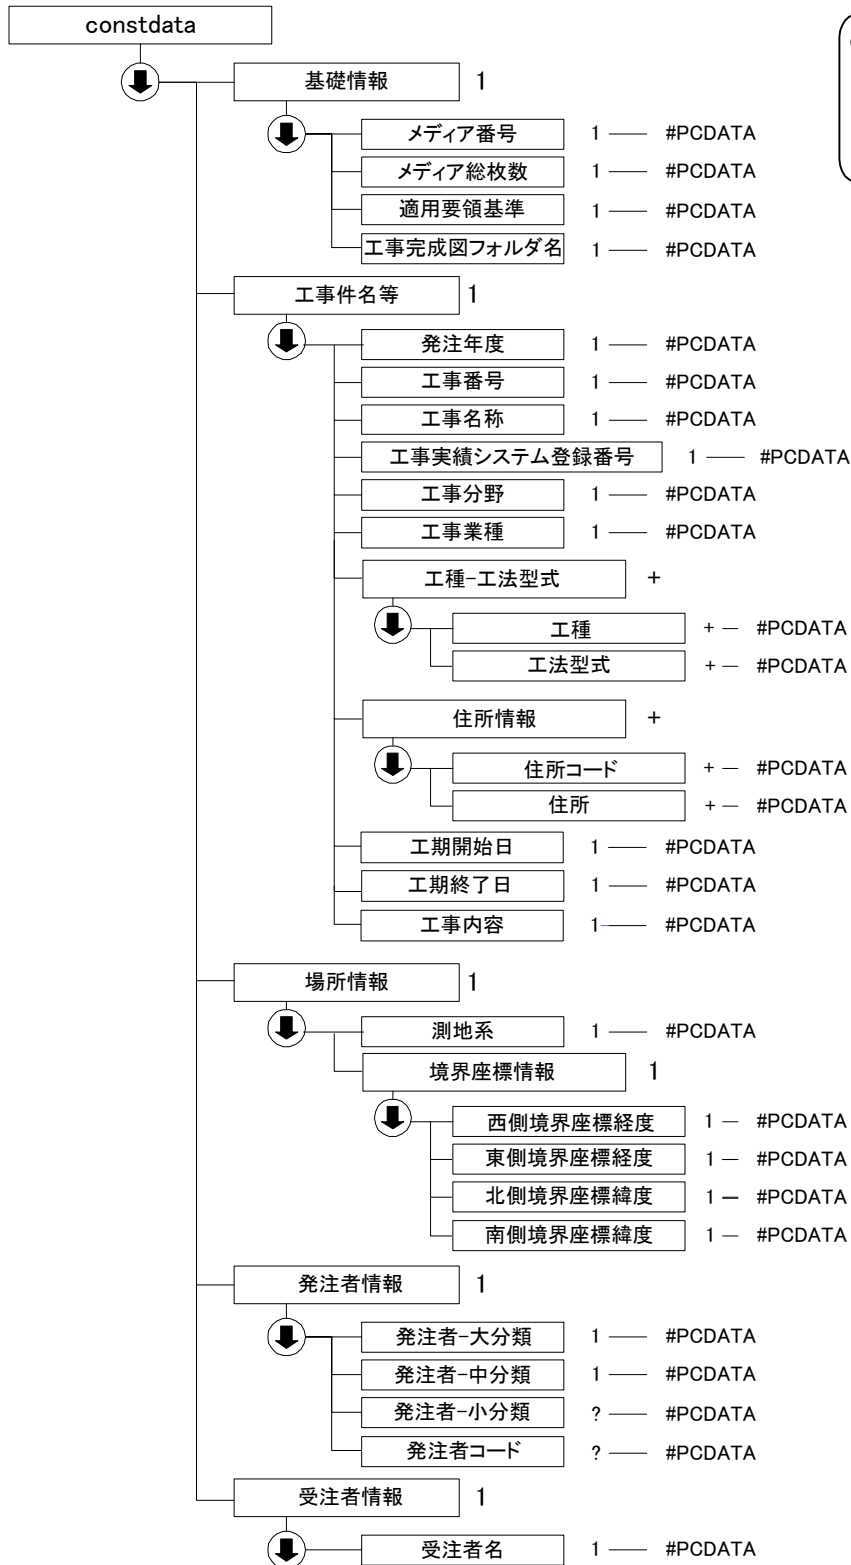 constdata
基礎情報 1
メディア番号 1 #PCDATA
メディア総枚数 1 #PCDATA
適用要領基準 1 #PCDATA
工事完成図フォルダ名 1 #PCDATA
工事件名等 1
発注年度 1 #PCDATA
工事番号 1 #PCDATA
工事名称 1 #PCDATA
工事実績システム登録番号 1 #PCDATA
工事分野 1 #PCDATA
工事業種 1 #PCDATA
工種-工法型式 +
工種 + #PCDATA
工法型式 + #PCDATA
住所情報 +
住所コード + #PCDATA
住所 + #PCDATA
工期開始日 1 #PCDATA
工期終了日 1 #PCDATA
工事内容 1 #PCDATA
場所情報 1
測地系 1 #PCDATA
境界座標情報 1
西側境界座標経度 1 #PCDATA
東側境界座標経度 1 #PCDATA
北側境界座標緯度 1 #PCDATA
南側境界座標緯度 1 #PCDATA
発注者情報 1
発注者-大分類 1 #PCDATA
発注者-中分類 1 #PCDATA
発注者-小分類 ? #PCDATA
発注者コード ? #PCDATA
受注者情報 1
受注者名 1 #PCDATA